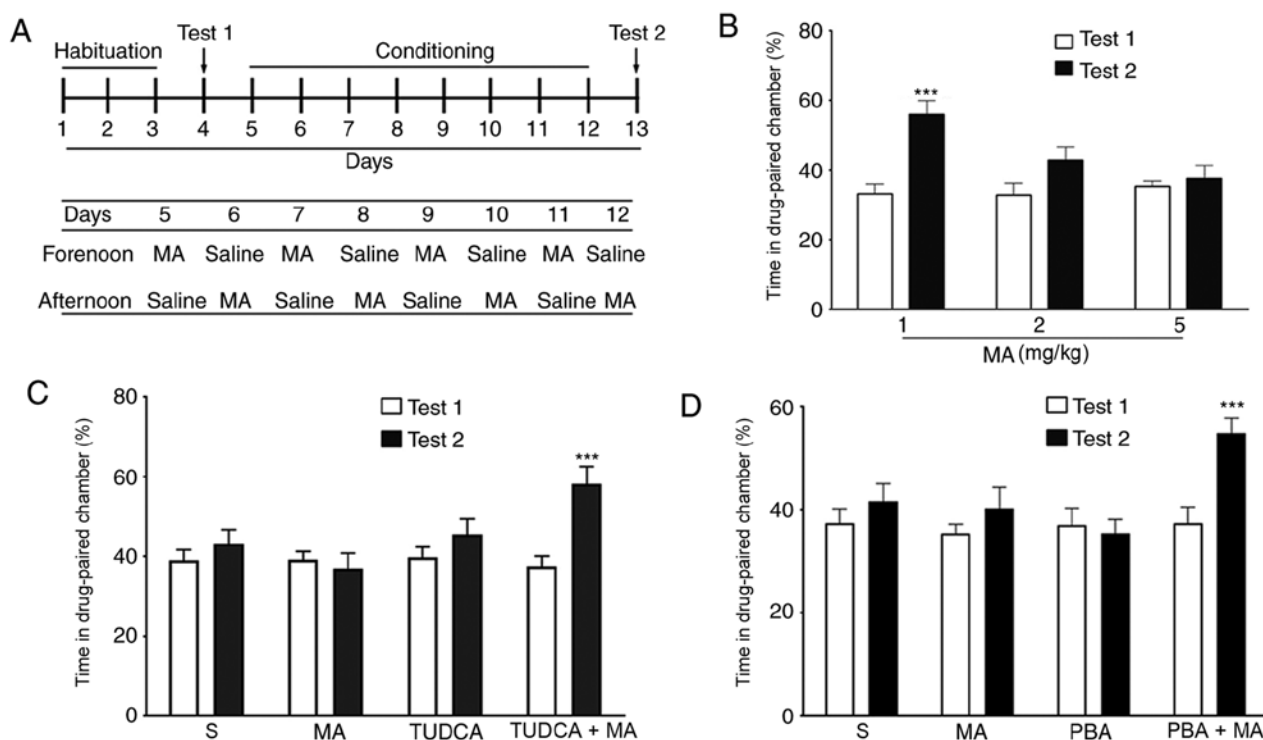 A
Test 1
Test 2
Habituation
Conditioning
1 2 3 4 5 6 7 8 9 10 11 12 13
Days
Days 5 6 7 8 9 10 11 12
Forenoon MA Saline MA Saline MA Saline MA Saline
Afternoon Saline MA Saline MA Saline MA Saline MA
B
Time in drug-paired chamber (%)
80
60
40
20
0
Test 1
Test 2
***
1 2 5
MA (mg/kg)
C
Time in drug-paired chamber (%)
80
60
40
20
0
Test 1
Test 2
***
S MA TUDCA TUDCA + MA
D
Time in drug-paired chamber (%)
60
40
20
0
Test 1
Test 2
***
S MA PBA PBA + MA